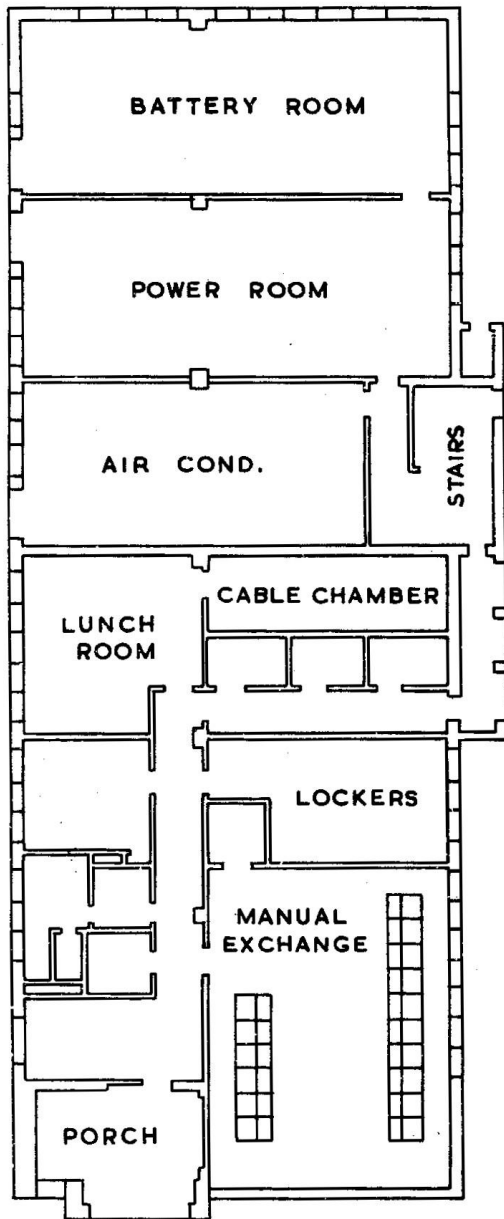 BATTERY ROOM
POWER ROOM
AIR COND.
STAIRS
CABLE CHAMBER
LUNCH
ROOM
LOCKERS
MANUAL
EXCHANGE
PORCH